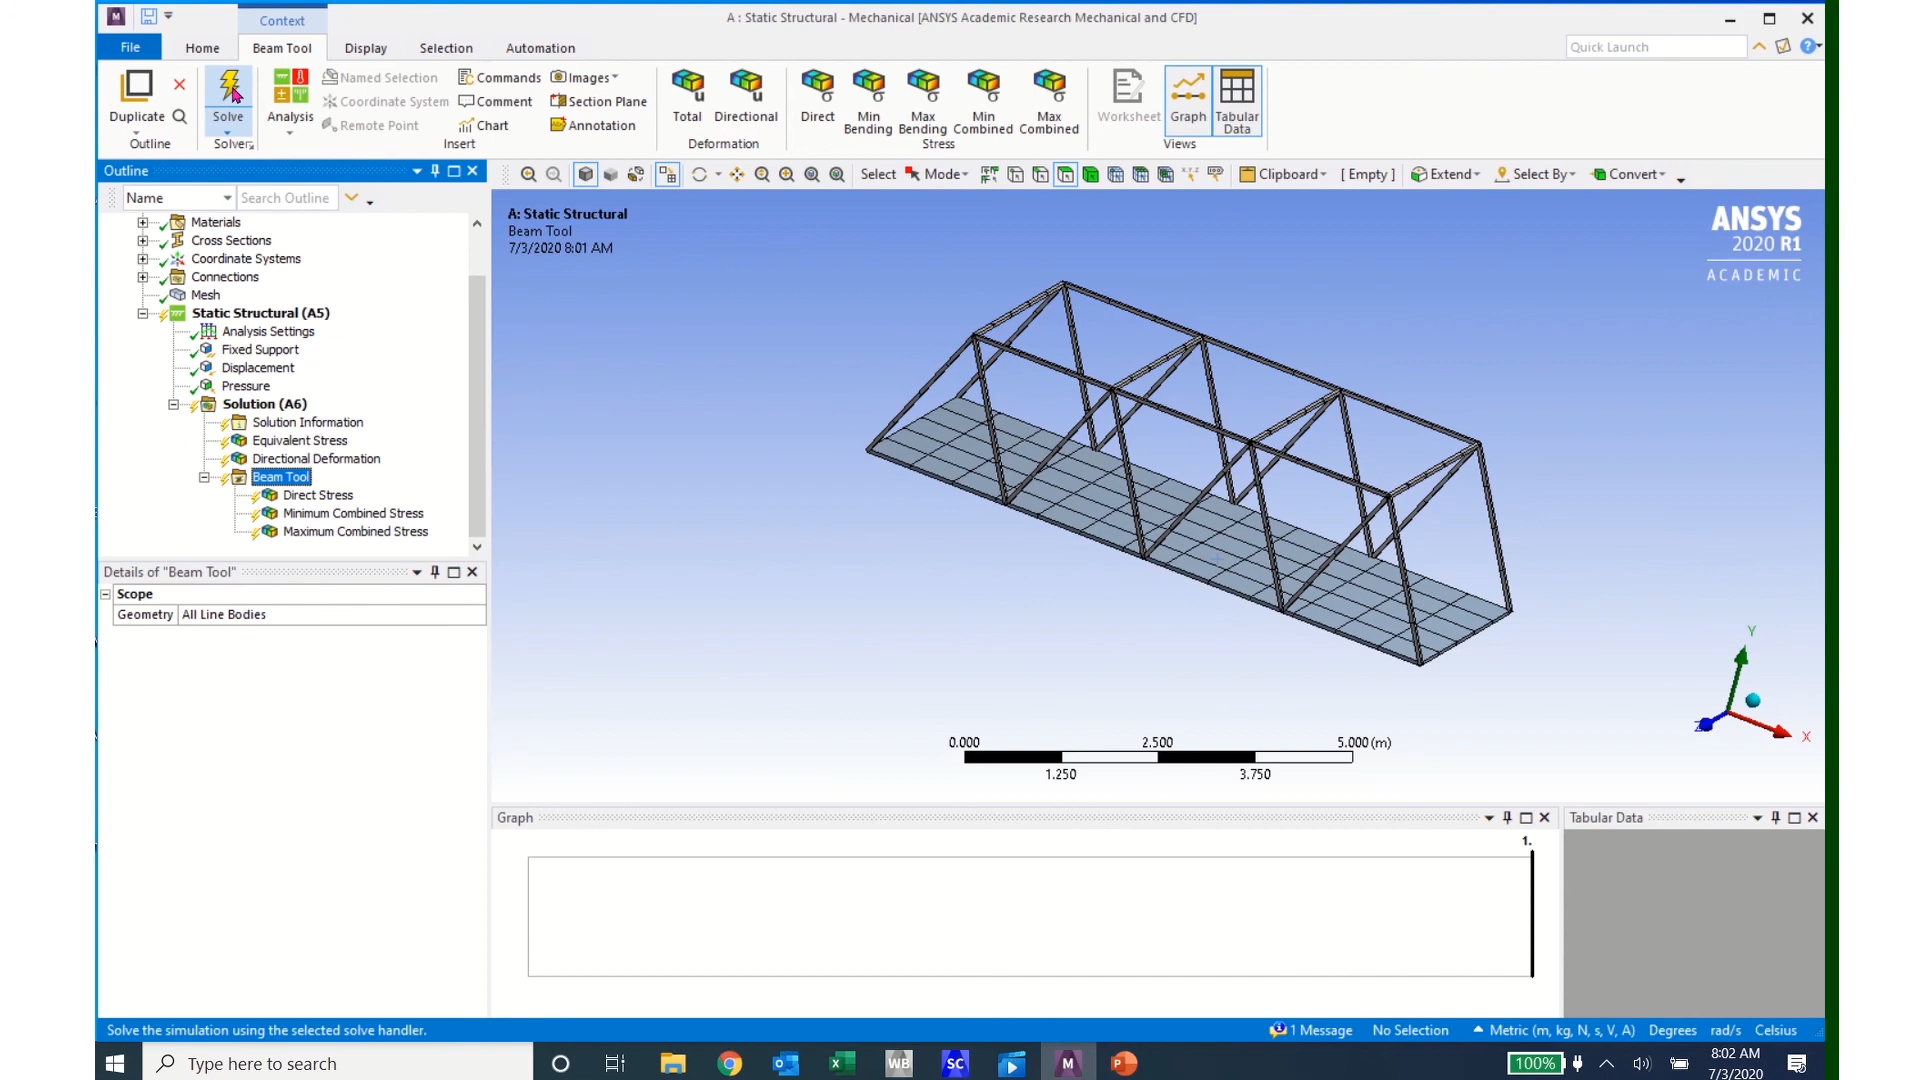 Context
A : Static Structural - Mechanical [ANSYS Academic Research Mechanical and CFD]
File Home Beam Tool Display Selection Automation
Quick Launch
Duplicate
Outline
Solve
Solver
Analysis
Named Selection
Coordinate System
Remote Point
Commands
Comment
Chart
Images
Section Plane
Annotation
Insert
Total Directional
Deformation
Direct
Min Bending
Max Bending
Min Combined
Max Combined
Stress
Worksheet Graph Tabular Data
Views
Outline
Name Search Outline
Select Mode Clipboard [ Empty ] Extend Select By Convert
Materials
Cross Sections
Coordinate Systems
Connections
Mesh
Static Structural (A5)
Analysis Settings
Fixed Support
Displacement
Pressure
Solution (A6)
Solution Information
Equivalent Stress
Directional Deformation
Beam Tool
Direct Stress
Minimum Combined Stress
Maximum Combined Stress
Details of "Beam Tool"
Scope
Geometry All Line Bodies
A: Static Structural
Beam Tool
7/3/2020 8:01 AM
ANSYS
2020 R1
ACADEMIC
Y
Z
X
0.000 2.500 5.000 (m)
1.250 3.750
Graph
1.
Tabular Data
Solve the simulation using the selected solve handler.
1 Message No Selection Metric (m, kg, N, s, V, A) Degrees rad/s Celsius
Type here to search
WB SC M P
100%
8:02 AM
7/3/2020